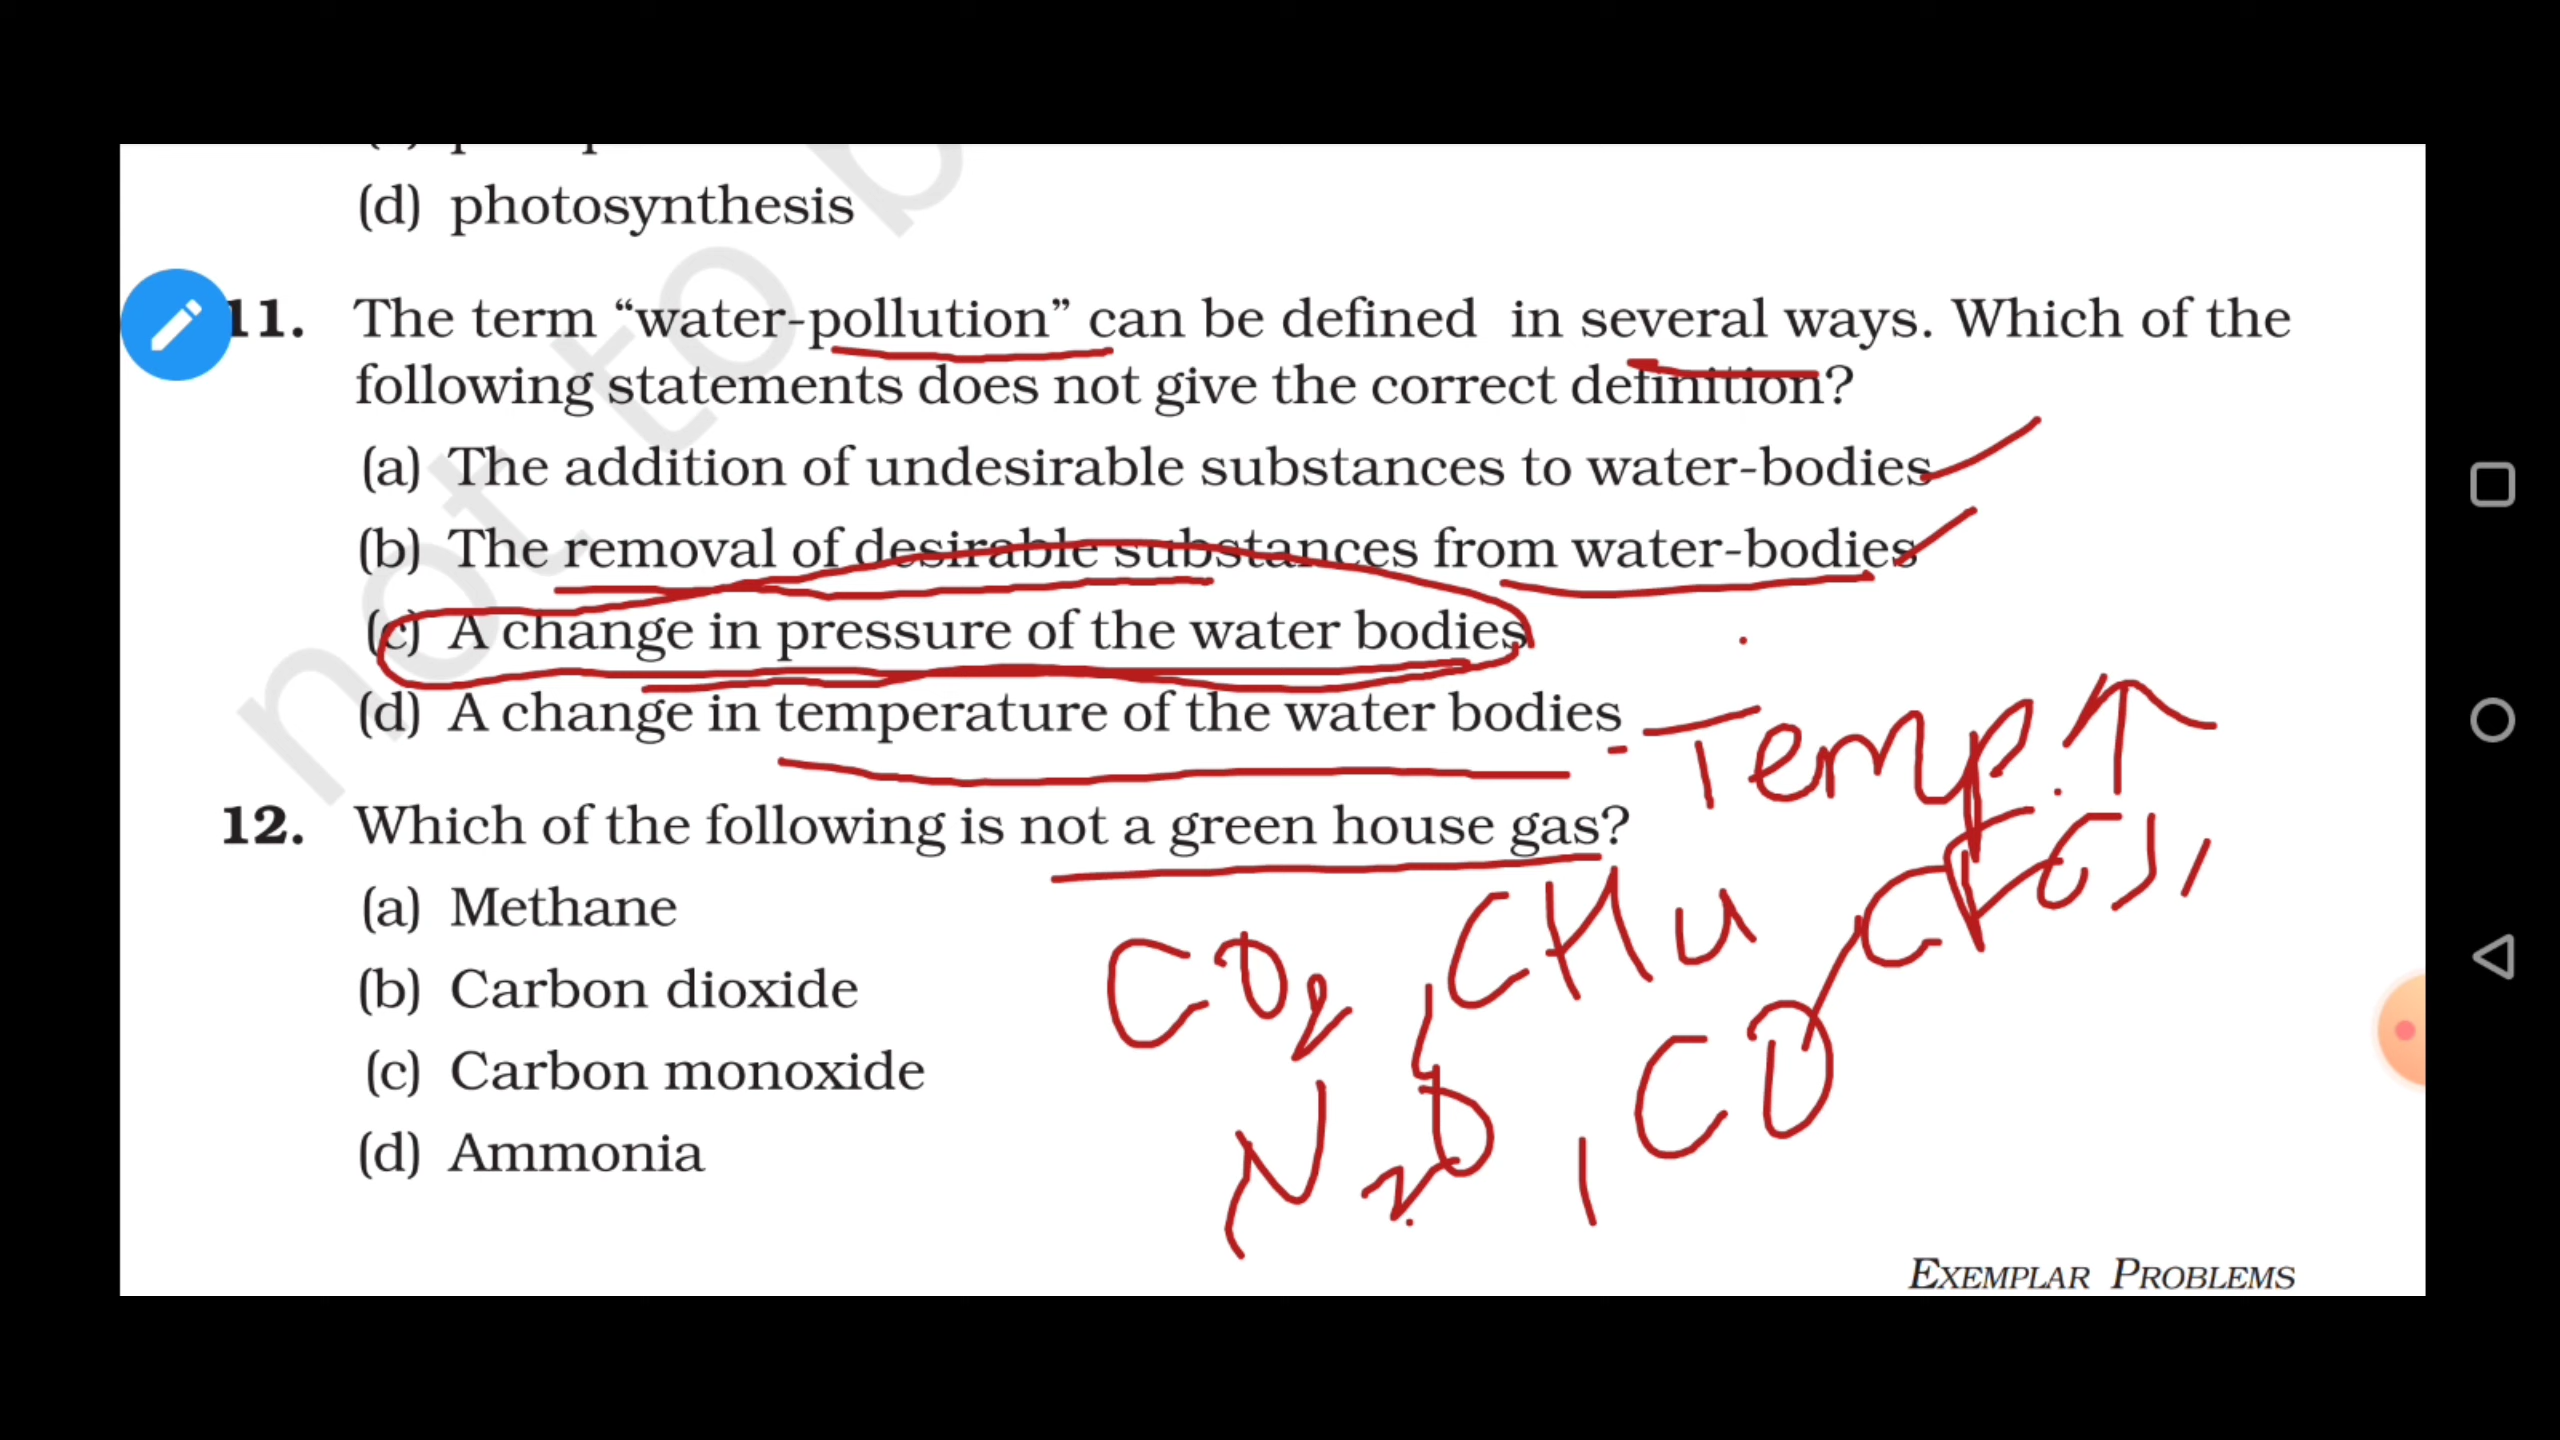 (d) photosynthesis
11. The term “water-pollution” can be defined in several ways. Which of the
following statements does not give the correct definition?
(a) The addition of undesirable substances to water-bodies
(b) The removal of desirable substances from water-bodies
(c) A change in pressure of the water bodies
(d) A change in temperature of the water bodies
Temp ↑
12. Which of the following is not a green house gas?
(a) Methane
(b) Carbon dioxide
(c) Carbon monoxide
(d) Ammonia
CO2, CH4
N2O, CO
EXEMPLAR PROBLEMS
not to b